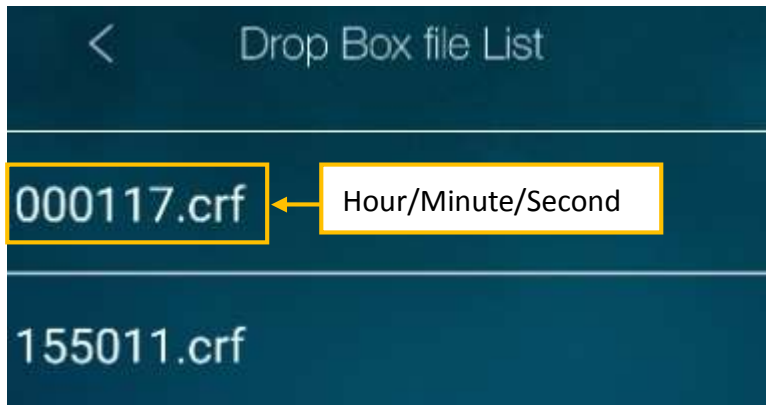 Drop Box file List
000117.crf
Hour/Minute/Second
155011.crf